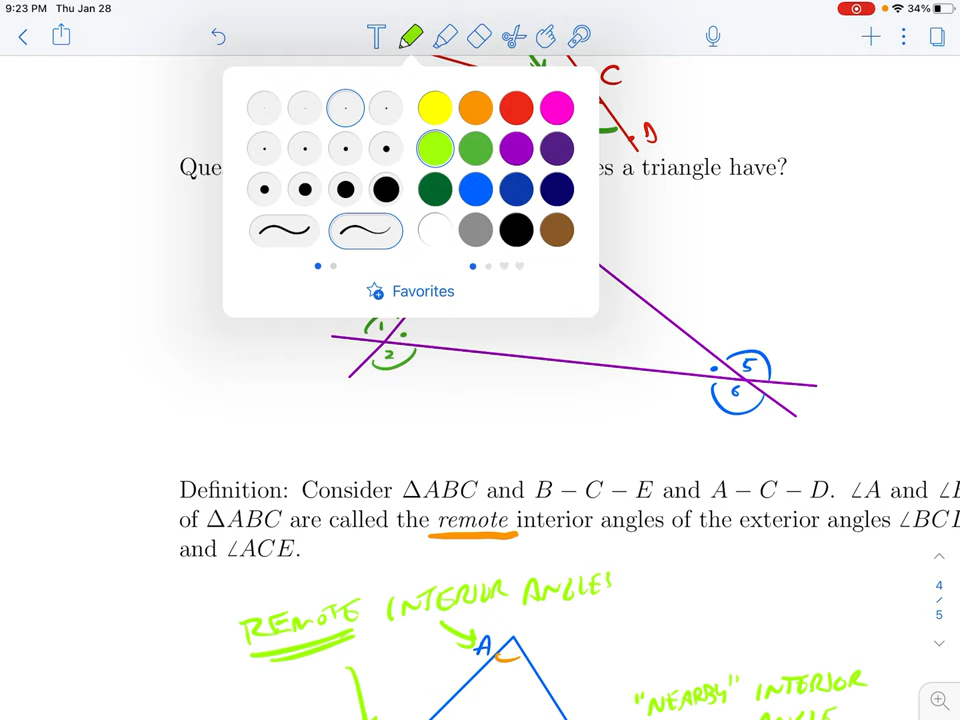 9:23 PM Thu Jan 28
34%
T
C
D
Que
es a triangle have?
Favorites
1
2
5
6
Definition: Consider ΔABC and B − C − E and A − C − D. ∠A and ∠
of ΔABC are called the remote interior angles of the exterior angles ∠BC
and ∠ACE.
4
/
5
REMOTE INTERIOR ANGLES
A
"NEARBY" INTERIOR
ANGLE